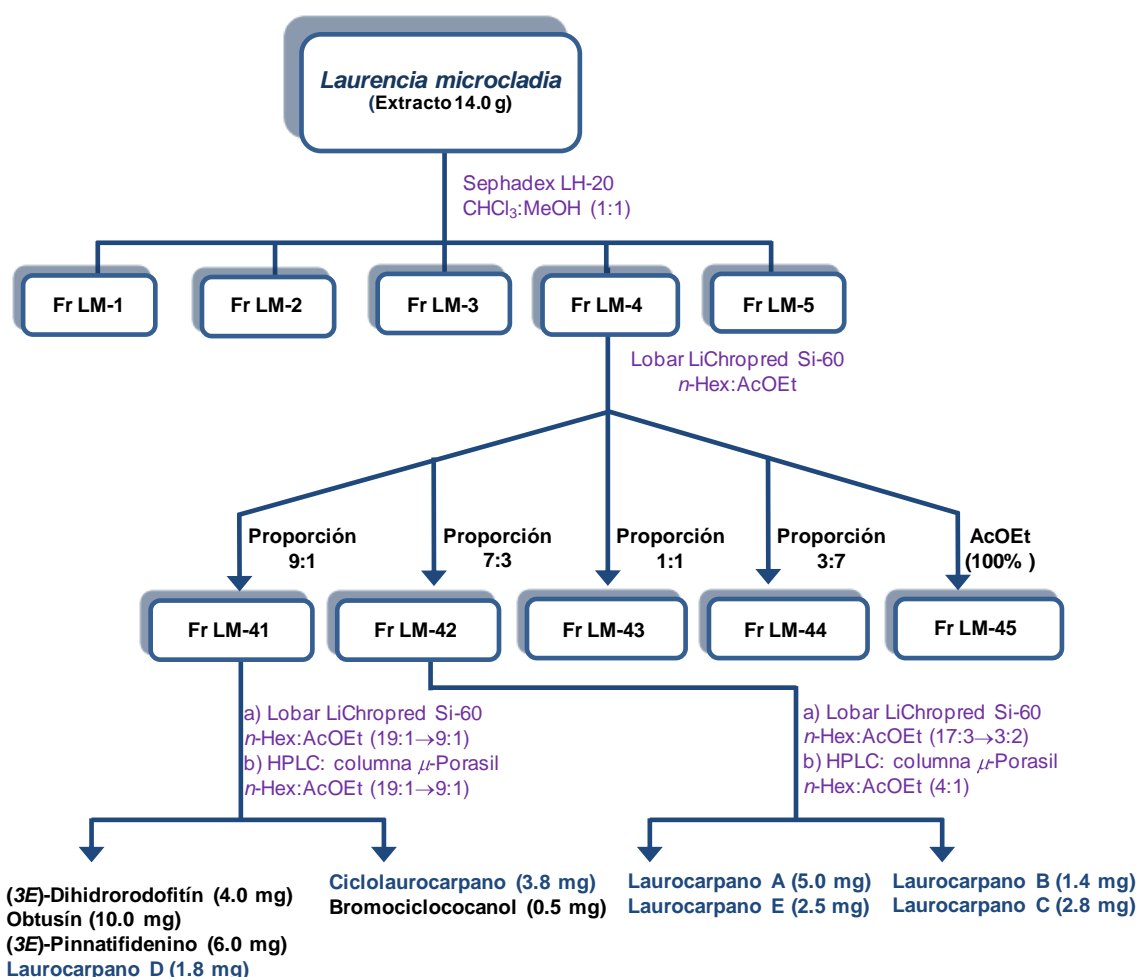 Laurencia microcladia
(Extracto 14.0 g)
Sephadex LH-20
CHCl₃:MeOH (1:1)
Fr LM-1
Fr LM-2
Fr LM-3
Fr LM-4
Fr LM-5
Lobar LiChropred Si-60
n-Hex:AcOEt
Proporción
9:1
Proporción
7:3
Proporción
1:1
Proporción
3:7
AcOEt
(100% )
Fr LM-41
Fr LM-42
Fr LM-43
Fr LM-44
Fr LM-45
a) Lobar LiChropred Si-60
n-Hex:AcOEt (19:1→9:1)
b) HPLC: columna μ-Porasil
n-Hex:AcOEt (19:1→9:1)
a) Lobar LiChropred Si-60
n-Hex:AcOEt (17:3→3:2)
b) HPLC: columna μ-Porasil
n-Hex:AcOEt (4:1)
(3E)-Dihidrorodofitín (4.0 mg)
Obtusín (10.0 mg)
(3E)-Pinnatifidenino (6.0 mg)
Laurocarpano D (1.8 mg)
Ciclolaurocarpano (3.8 mg)
Bromociclococanol (0.5 mg)
Laurocarpano A (5.0 mg)
Laurocarpano E (2.5 mg)
Laurocarpano B (1.4 mg)
Laurocarpano C (2.8 mg)